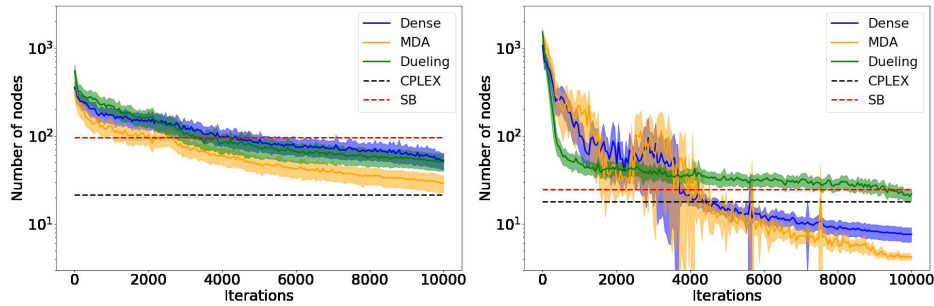 Number of nodes
10³
10²
10¹
0
2000
4000
6000
8000
10000
Iterations
Dense
MDA
Dueling
CPLEX
SB
Number of nodes
10³
10²
10¹
0
2000
4000
6000
8000
10000
Iterations
Dense
MDA
Dueling
CPLEX
SB